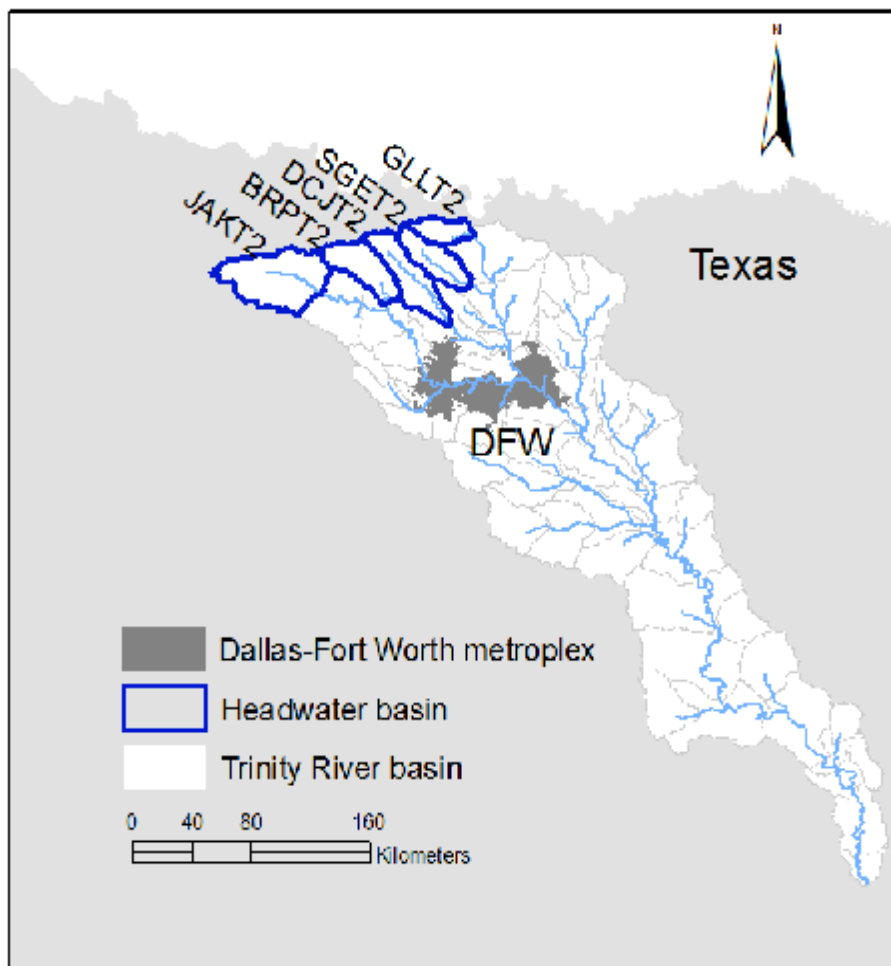 N
GLLT2
SGET2
DCJT2
BRPT2
JAKT2
Texas
DFW
Dallas-Fort Worth metroplex
Headwater basin
Trinity River basin
0 40 80 160
Kilometers